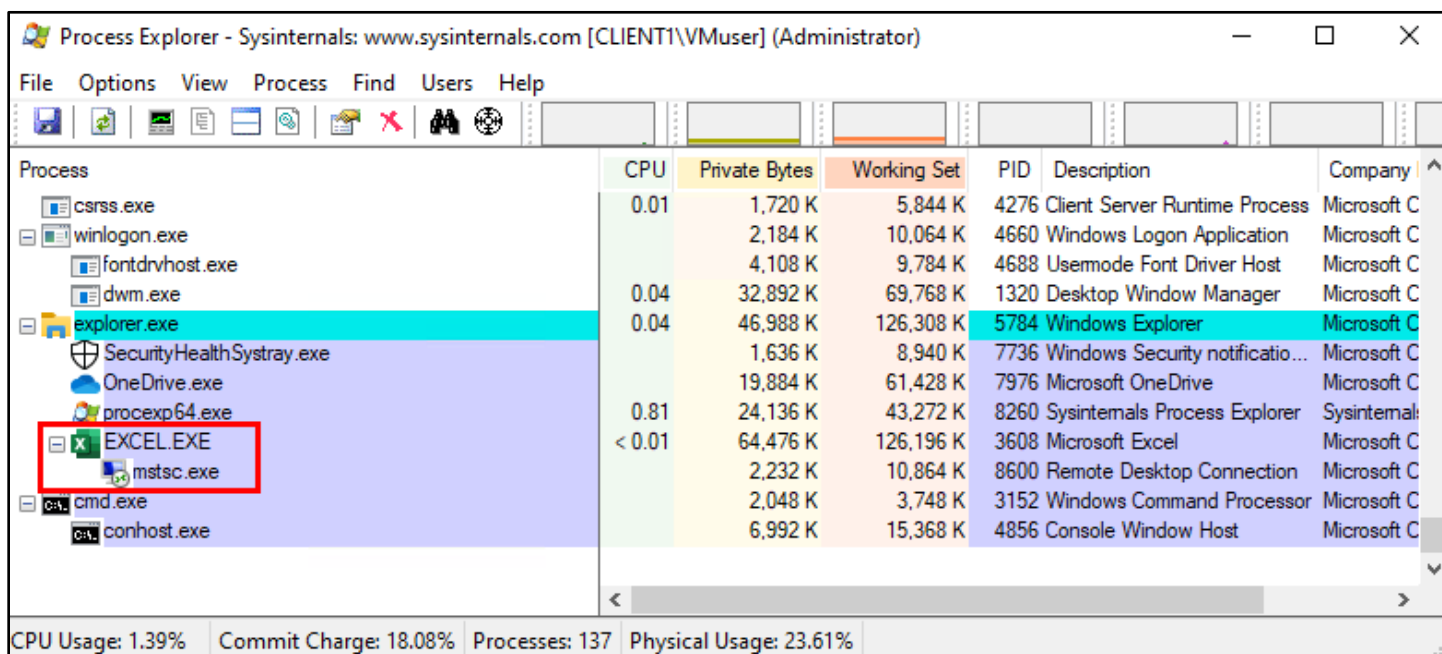 Process Explorer - Sysinternals: www.sysinternals.com [CLIENT1\VMuser] (Administrator)
File Options View Process Find Users Help
Process CPU Private Bytes Working Set PID Description Company
csrss.exe 0.01 1,720 K 5,844 K 4276 Client Server Runtime Process Microsoft C
winlogon.exe 2,184 K 10,064 K 4660 Windows Logon Application Microsoft C
fontdrvhost.exe 4,108 K 9,784 K 4688 Usermode Font Driver Host Microsoft C
dwm.exe 0.04 32,892 K 69,768 K 1320 Desktop Window Manager Microsoft C
explorer.exe 0.04 46,988 K 126,308 K 5784 Windows Explorer Microsoft C
SecurityHealthSystray.exe 1,636 K 8,940 K 7736 Windows Security notificatio... Microsoft C
OneDrive.exe 19,884 K 61,428 K 7976 Microsoft OneDrive Microsoft C
procexp64.exe 0.81 24,136 K 43,272 K 8260 Sysinternals Process Explorer Sysinternals
EXCEL.EXE < 0.01 64,476 K 126,196 K 3608 Microsoft Excel Microsoft C
mstsc.exe 2,232 K 10,864 K 8600 Remote Desktop Connection Microsoft C
cmd.exe 2,048 K 3,748 K 3152 Windows Command Processor Microsoft C
conhost.exe 6,992 K 15,368 K 4856 Console Window Host Microsoft C
CPU Usage: 1.39% Commit Charge: 18.08% Processes: 137 Physical Usage: 23.61%